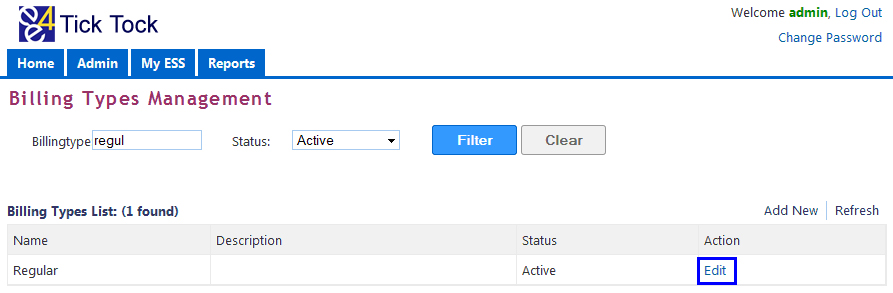 e4e Tick Tock
Welcome admin, Log Out
Change Password
Home Admin My ESS Reports
Billing Types Management
Billingtype regul Status: Active Filter Clear
Billing Types List: (1 found) Add New Refresh
Name Description Status Action
Regular Active Edit